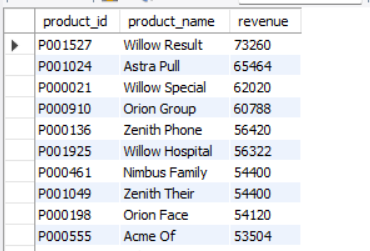 product_id product_name revenue
P001527 Willow Result 73260
P001024 Astra Pull 65464
P000021 Willow Special 62020
P000910 Orion Group 60788
P000136 Zenith Phone 56420
P001925 Willow Hospital 56322
P000461 Nimbus Family 54400
P001049 Zenith Their 54400
P000198 Orion Face 54120
P000555 Acme Of 53504